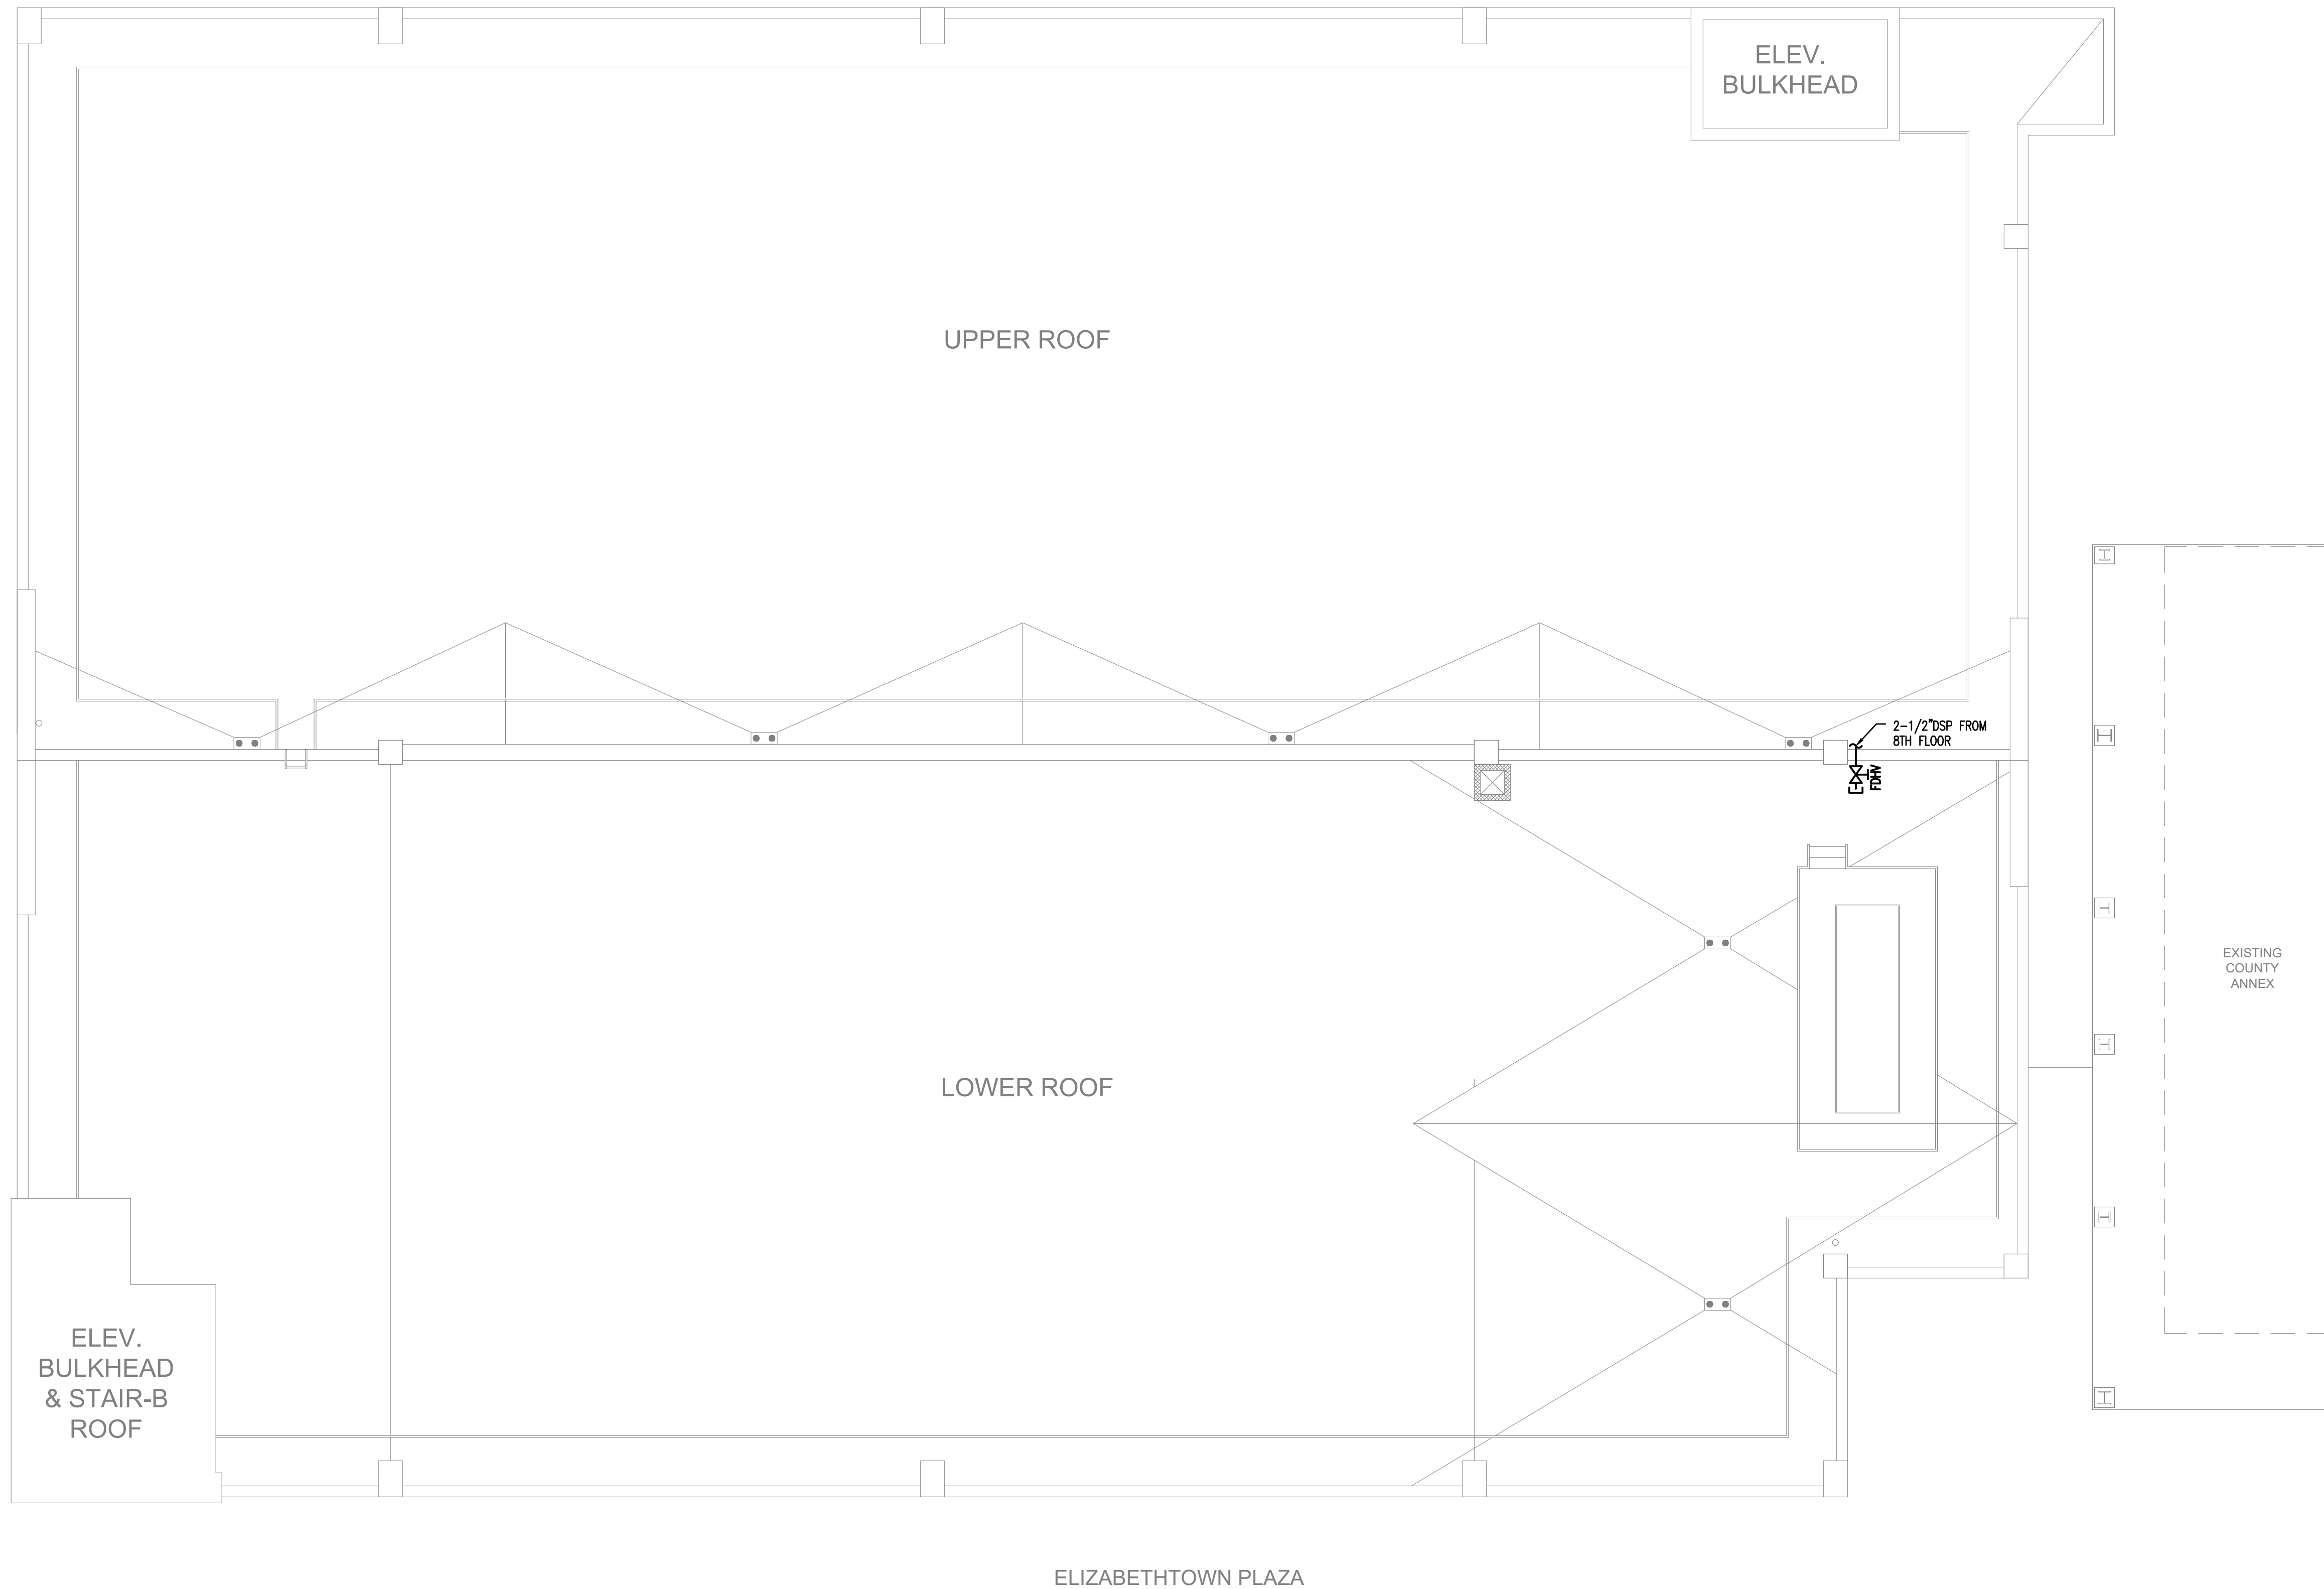 ELEV.
BULKHEAD
UPPER ROOF
2-1/2"DSP FROM
8TH FLOOR
FDHV
EXISTING
COUNTY
ANNEX
LOWER ROOF
ELEV.
BULKHEAD
& STAIR-B
ROOF
ELIZABETHTOWN PLAZA